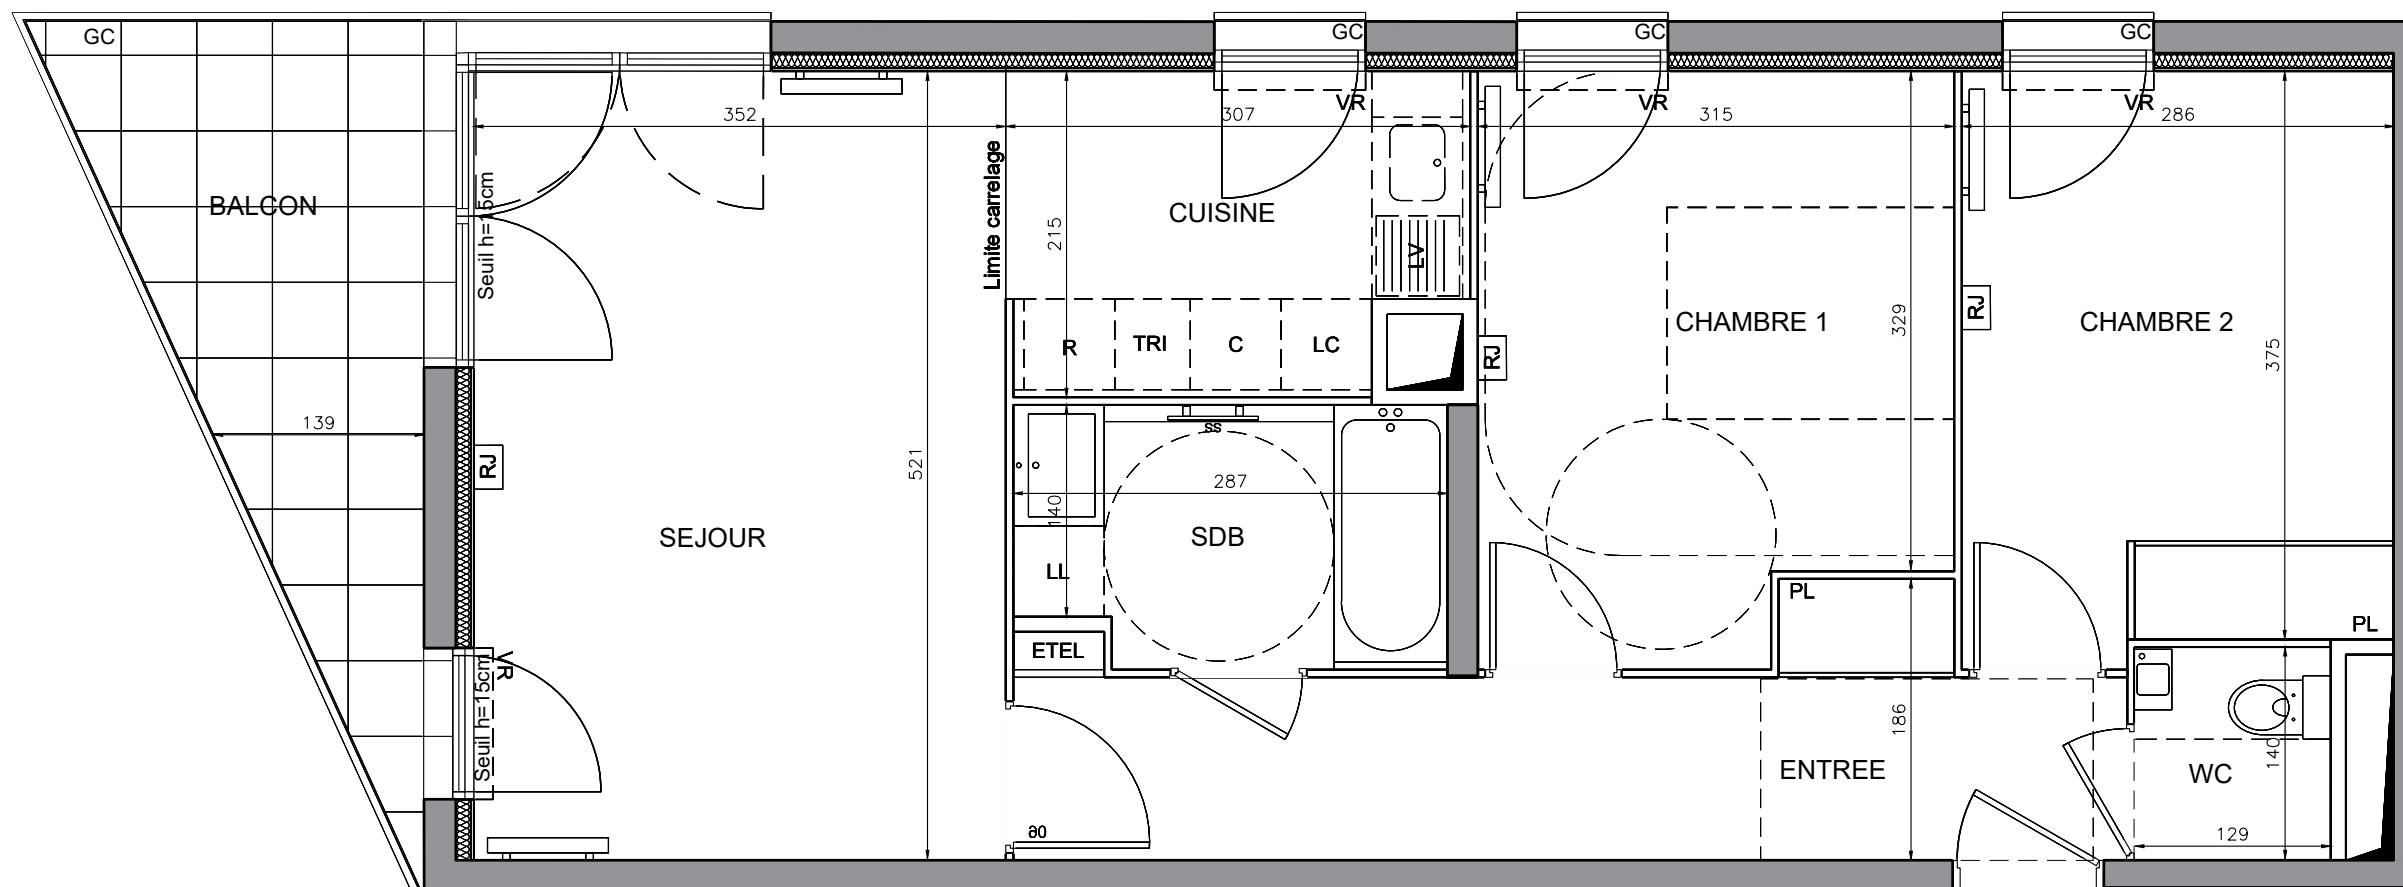 GC
GC
GC
GC
VR
VR
VR
352
307
315
286
Limite carrelage
Seuil h=15cm
BALCON
CUISINE
215
LV
CHAMBRE 1
329
RJ
CHAMBRE 2
375
R
TRI
C
LC
RJ
139
SS
RJ
521
287
140
SEJOUR
SDB
LL
PL
PL
ETEL
VR
Seuil h=15cm
186
ENTREE
WC
140
90
129